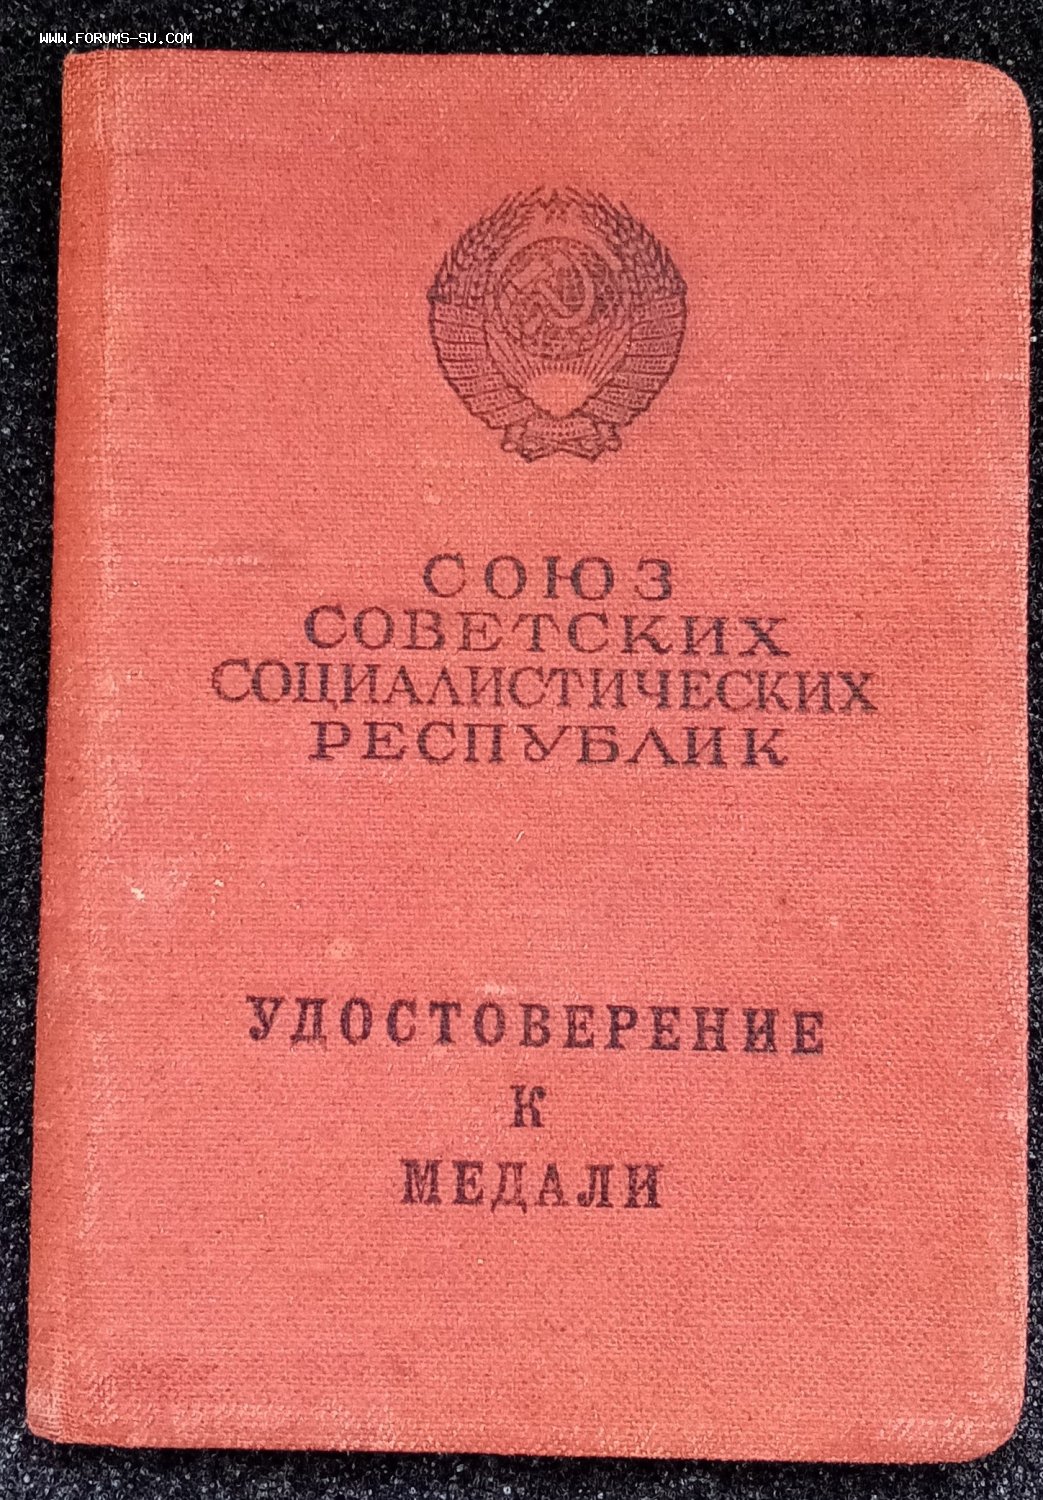 WWW.FORUMS-SU.COM
СОЮЗ
СОВЕТСКИХ
СОЦИАЛИСТИЧЕСКИХ
РЕСПУБЛИК
УДОСТОВЕРЕНИЕ
К
МЕДАЛИ